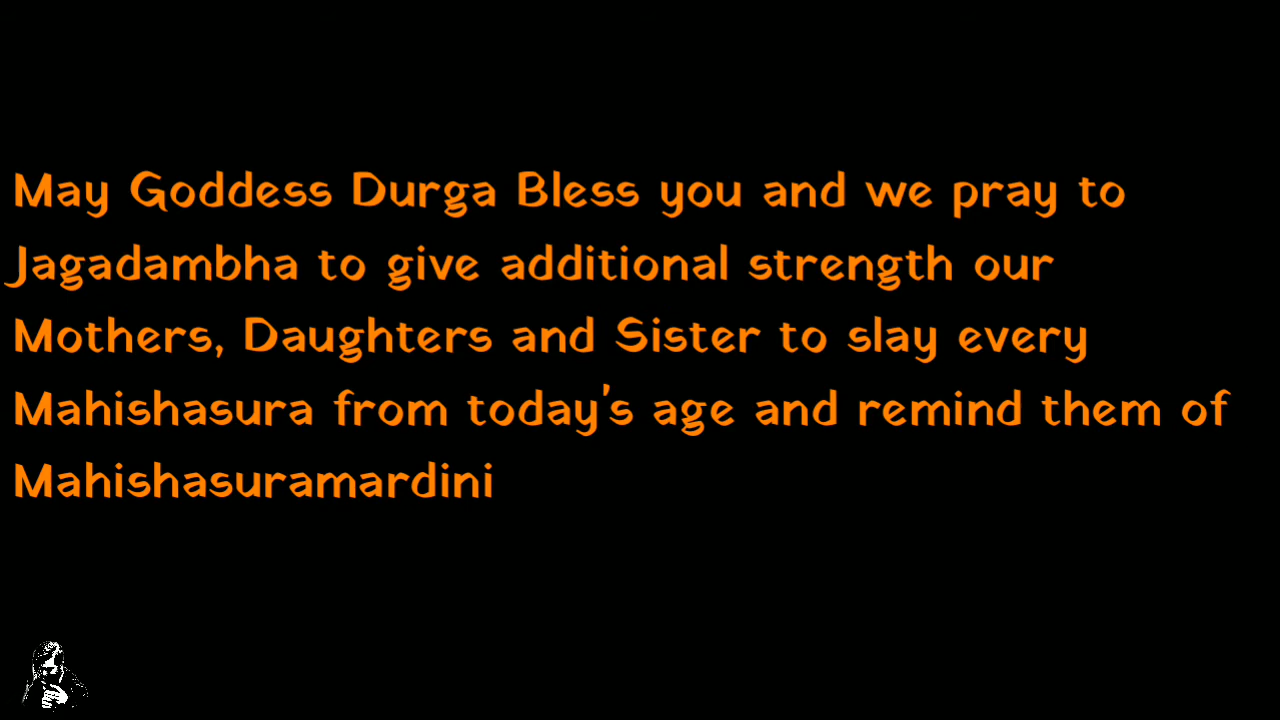 May Goddess Durga Bless you and we pray to
Jagadambha to give additional strength our
Mothers, Daughters and Sister to slay every
Mahishasura from today's age and remind them of
Mahishasuramardini